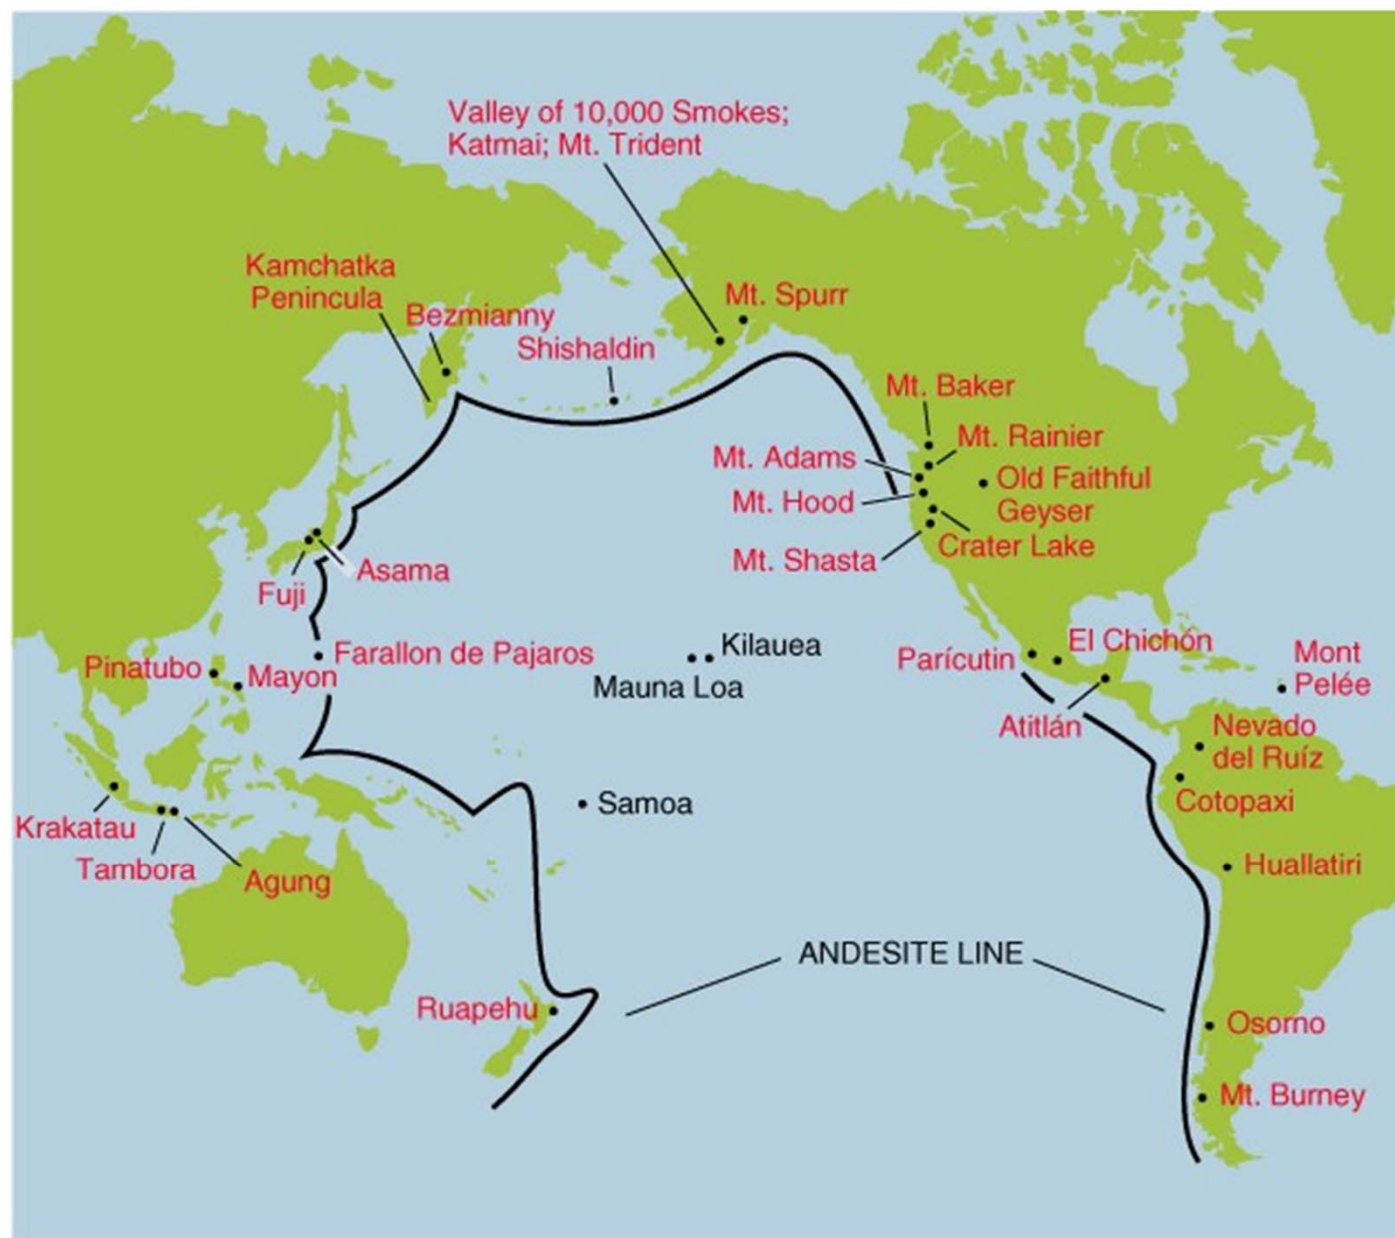 Valley of 10,000 Smokes;
Katmai; Mt. Trident
Kamchatka
Penincula
Bezmianny
Mt. Spurr
Shishaldin
Mt. Baker
Mt. Rainier
Mt. Adams
Old Faithful
Geyser
Mt. Hood
Crater Lake
Mt. Shasta
Asama
Fuji
Farallon de Pajaros
Kilauea
Mauna Loa
Pinatubo
Mayon
Parícutin
El Chichón
Mont
Pelée
Atitlán
Nevado
del Ruíz
Cotopaxi
Samoa
Krakatau
Tambora
Agung
Huallatiri
ANDESITE LINE
Ruapehu
Osorno
Mt. Burney